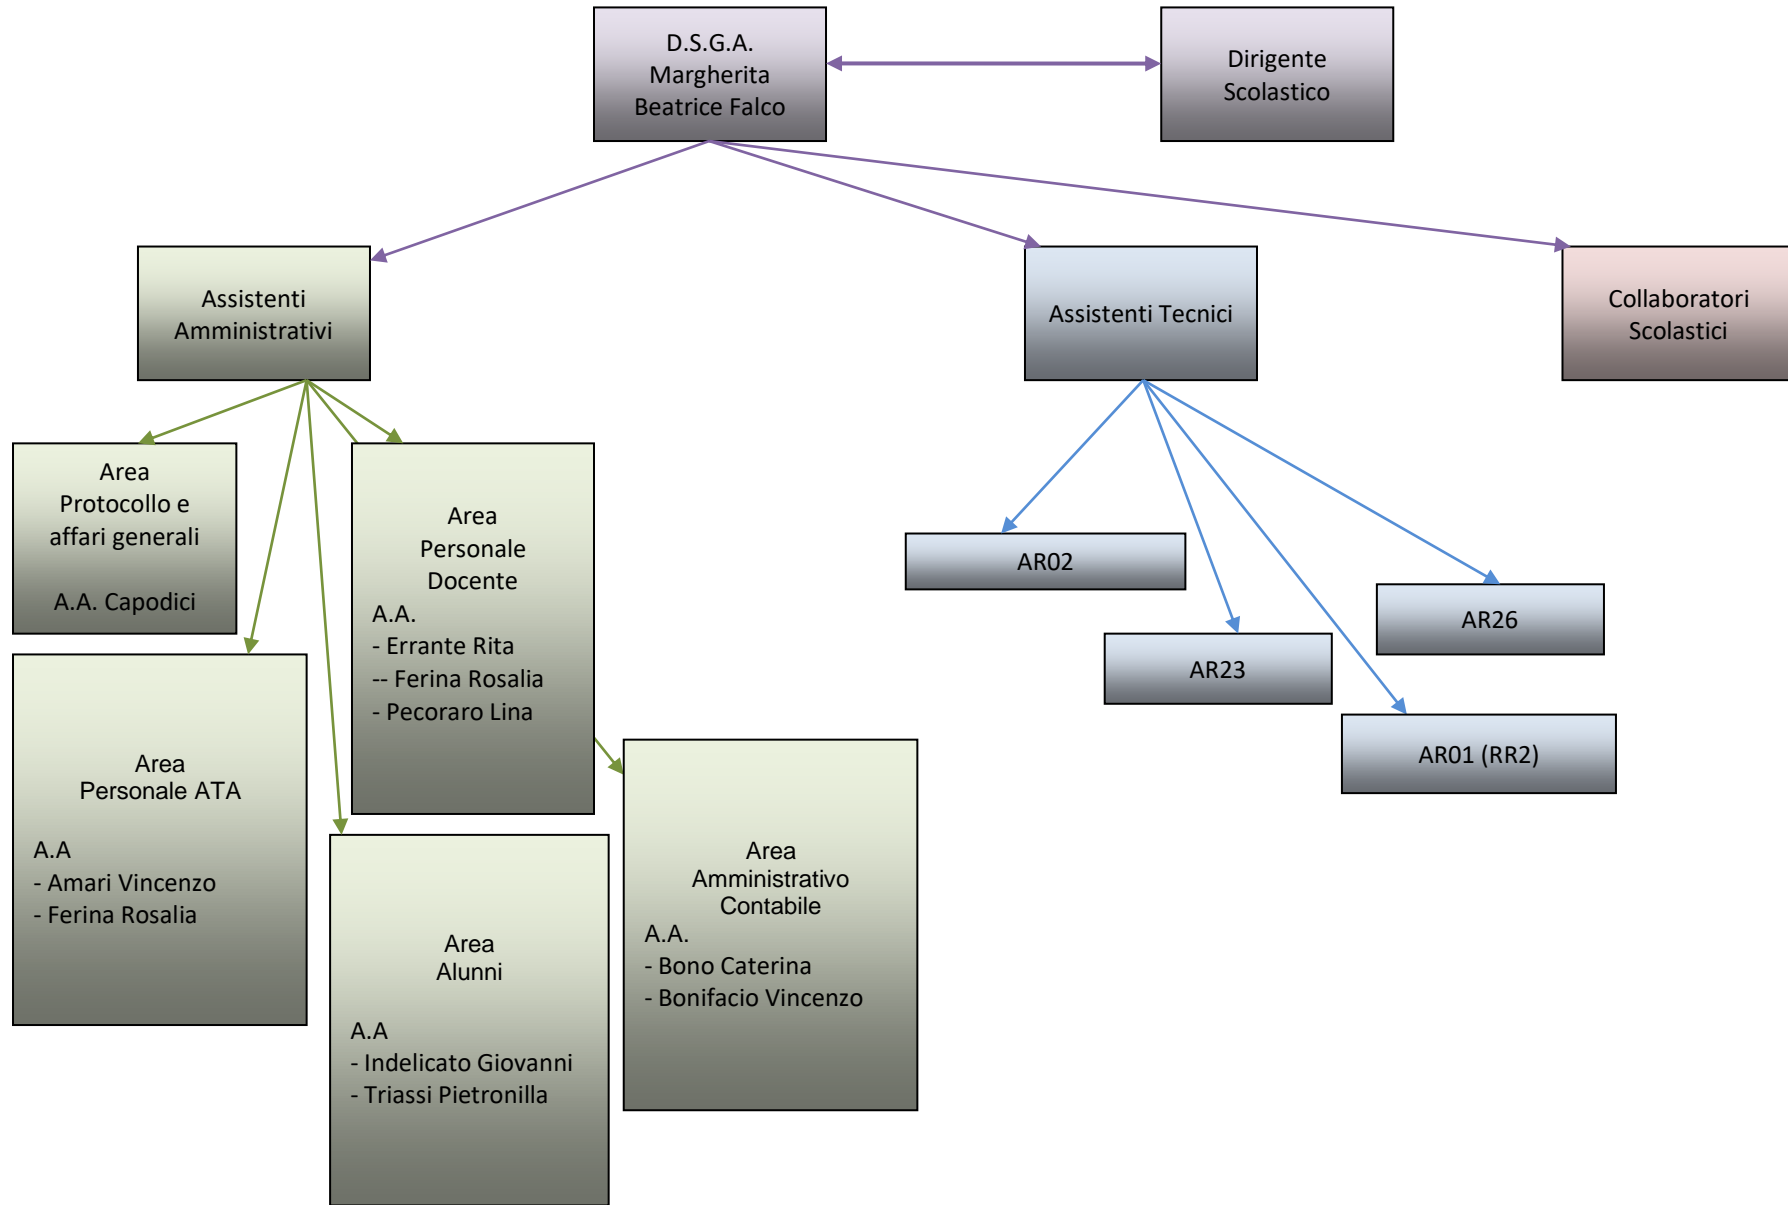 D.S.G.A.
Margherita
Beatrice Falco
Dirigente
Scolastico
Assistenti
Amministrativi
Assistenti Tecnici
Collaboratori
Scolastici
Area
Protocollo e
affari generali
A.A. Capodici
Area
Personale
Docente
A.A.
- Errante Rita
-- Ferina Rosalia
- Pecoraro Lina
AR02
AR23
AR26
AR01 (RR2)
Area
Personale ATA
A.A
- Amari Vincenzo
- Ferina Rosalia
Area
Alunni
A.A
- Indelicato Giovanni
- Triassi Pietronilla
Area
Amministrativo
Contabile
A.A.
- Bono Caterina
- Bonifacio Vincenzo